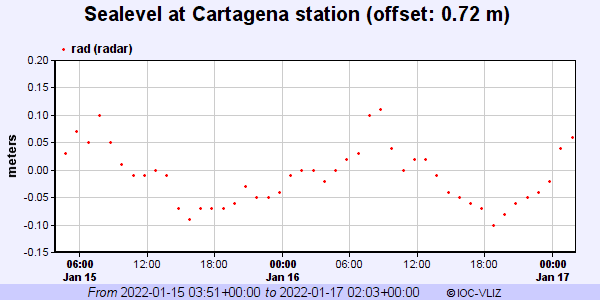 Sealevel at Cartagena station (offset: 0.72 m)
rad (radar)
meters
0.20
0.15
0.10
0.05
0.00
-0.05
-0.10
-0.15
06:00 12:00 18:00 00:00 06:00 12:00 18:00 00:00
Jan 15 Jan 16 Jan 17
From 2022-01-15 03:51+00:00 to 2022-01-17 02:03+00:00 © IOC-VLIZ